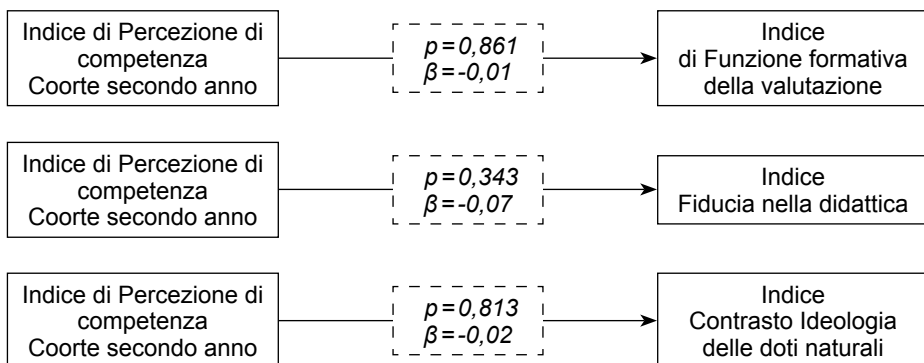 Indice di Percezione di
competenza
Coorte secondo anno
p=0,861
β=-0,01
Indice
di Funzione formativa
della valutazione
Indice di Percezione di
competenza
Coorte secondo anno
p=0,343
β=-0,07
Indice
Fiducia nella didattica
Indice di Percezione di
competenza
Coorte secondo anno
p=0,813
β=-0,02
Indice
Contrasto Ideologia
delle doti naturali